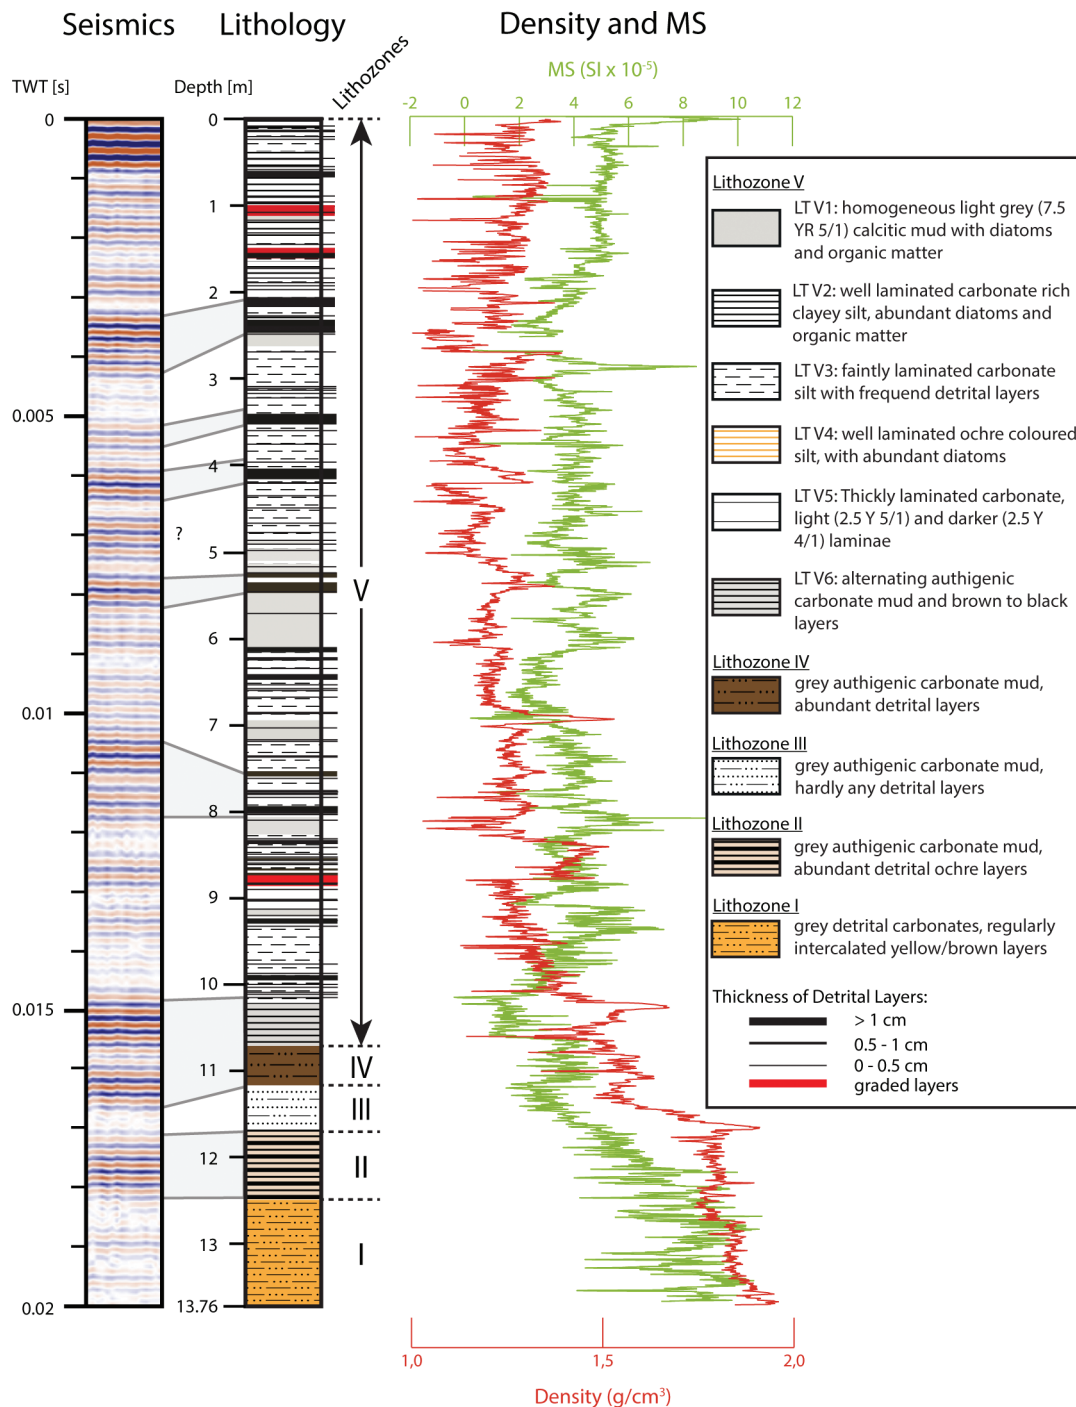 Seismics
Lithology
Density and MS
Lithozones
MS (SI x 10-5)
TWT [s]
Depth [m]
-2 0 2 4 6 8 10 12
0
0.005
0.01
0.015
0.02
?
0
1
2
3
4
5
6
7
8
9
10
11
12
13
13.76
V
IV
III
II
I
Lithozone V
LT V1: homogeneous light grey (7.5
YR 5/1) calcitic mud with diatoms
and organic matter
LT V2: well laminated carbonate rich
clayey silt, abundant diatoms and
organic matter
LT V3: faintly laminated carbonate
silt with frequend detrital layers
LT V4: well laminated ochre coloured
silt, with abundant diatoms
LT V5: Thickly laminated carbonate,
light (2.5 Y 5/1) and darker (2.5 Y
4/1) laminae
LT V6: alternating authigenic
carbonate mud and brown to black
layers
Lithozone IV
grey authigenic carbonate mud,
abundant detrital layers
Lithozone III
grey authigenic carbonate mud,
hardly any detrital layers
Lithozone II
grey authigenic carbonate mud,
abundant detrital ochre layers
Lithozone I
grey detrital carbonates, regularly
intercalated yellow/brown layers
Thickness of Detrital Layers:
> 1 cm
0.5 - 1 cm
0 - 0.5 cm
graded layers
1,0 1,5 2,0
Density (g/cm3)